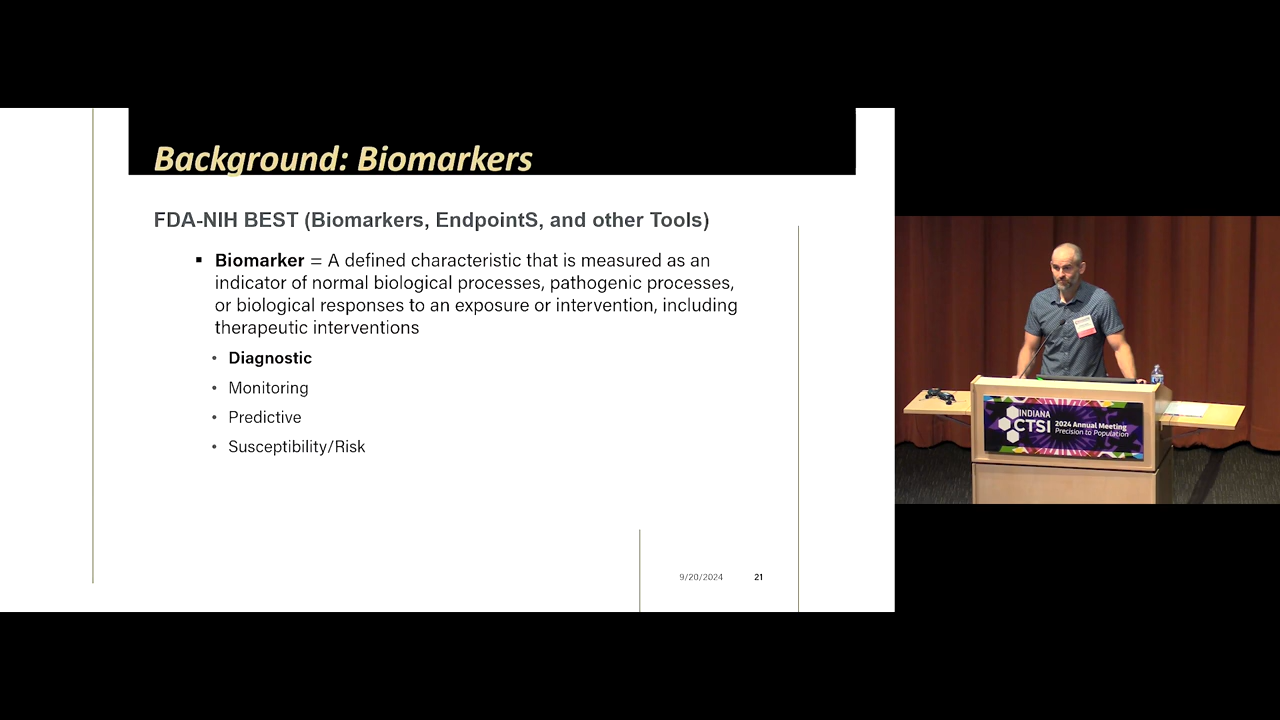 Background: Biomarkers
FDA-NIH BEST (Biomarkers, EndpointS, and other Tools)
▪ Biomarker = A defined characteristic that is measured as an
indicator of normal biological processes, pathogenic processes,
or biological responses to an exposure or intervention, including
therapeutic interventions
• Diagnostic
• Monitoring
• Predictive
• Susceptibility/Risk
9/20/2024 21
INDIANA
CTSI
2024 Annual Meeting
Precision to Population